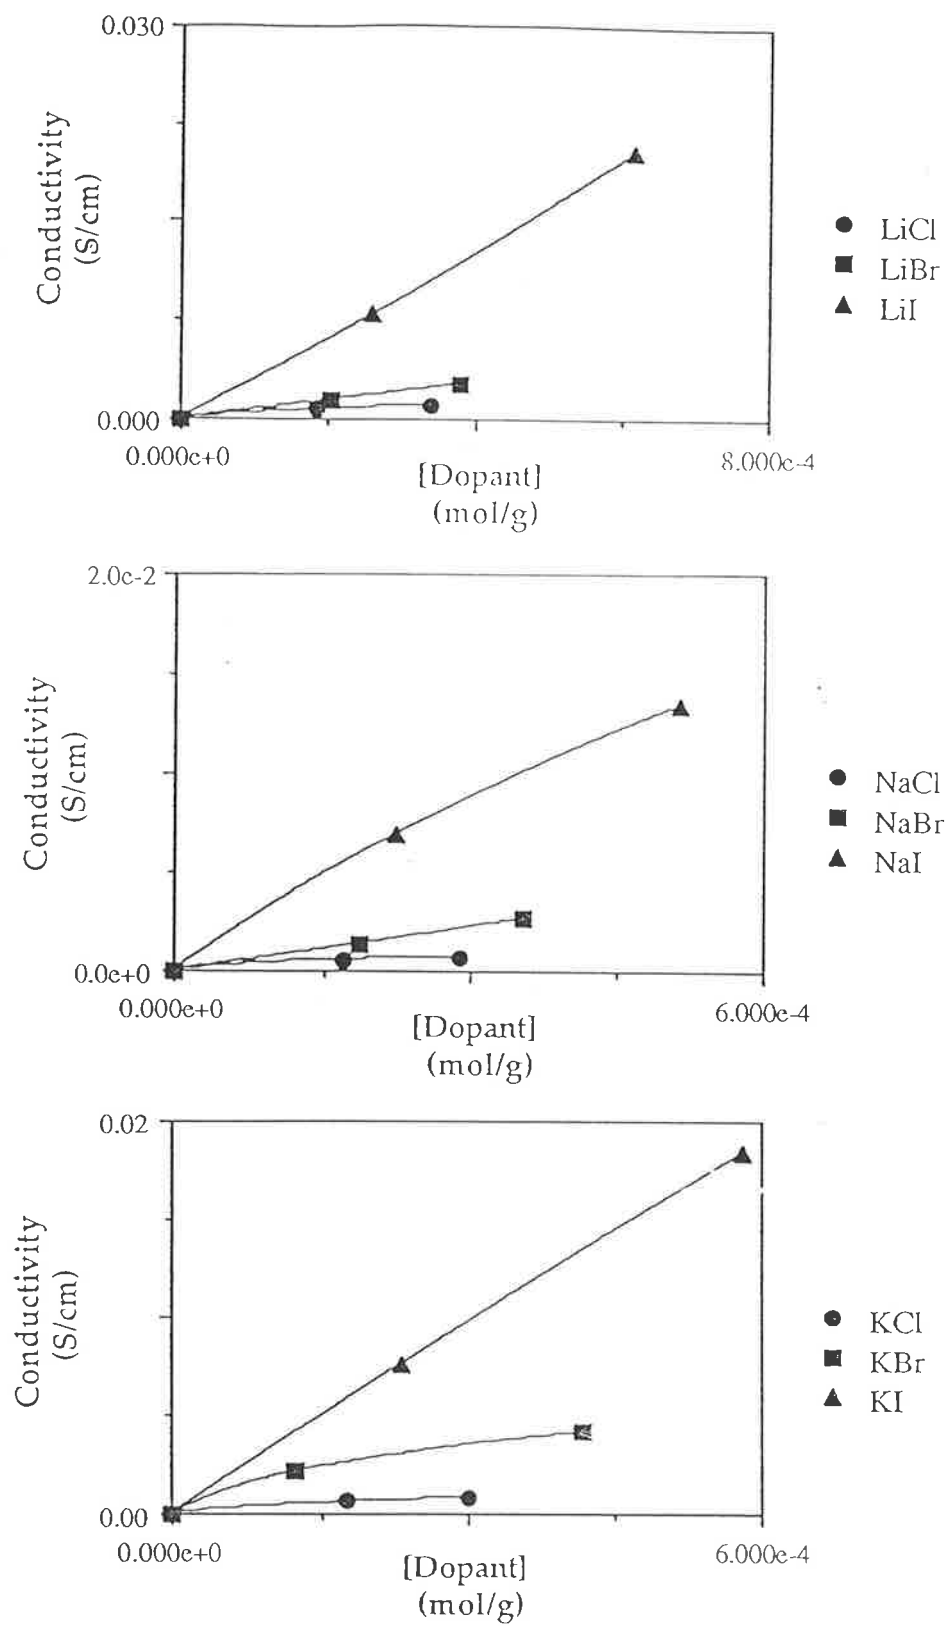 0.030
Conductivity
(S/cm)
LiCl
LiBr
LiI
0.000
0.000e+0
8.000e-4
[Dopant]
(mol/g)
2.0e-2
Conductivity
(S/cm)
NaCl
NaBr
NaI
0.0e+0
0.000e+0
6.000e-4
[Dopant]
(mol/g)
0.02
Conductivity
(S/cm)
KCl
KBr
KI
0.00
0.000e+0
6.000e-4
[Dopant]
(mol/g)